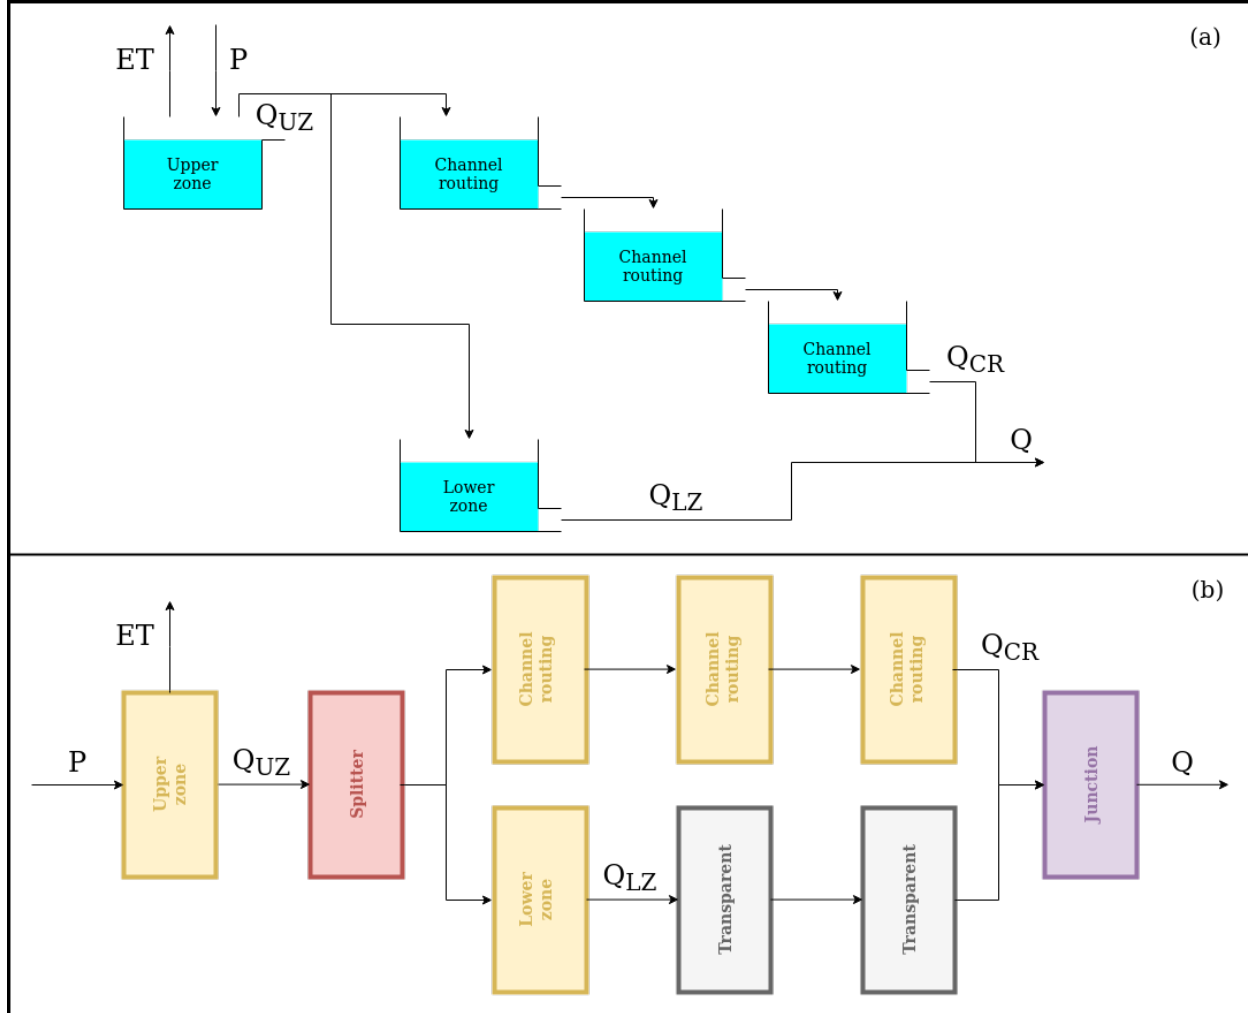 (a)
ET
P
QUZ
Upper
zone
Channel
routing
Channel
routing
Channel
routing
QCR
Q
Lower
zone
QLZ
(b)
ET
P
Upper
zone
QUZ
Splitter
Channel
routing
Channel
routing
Channel
routing
QCR
Lower
zone
QLZ
Transparent
Transparent
Junction
Q